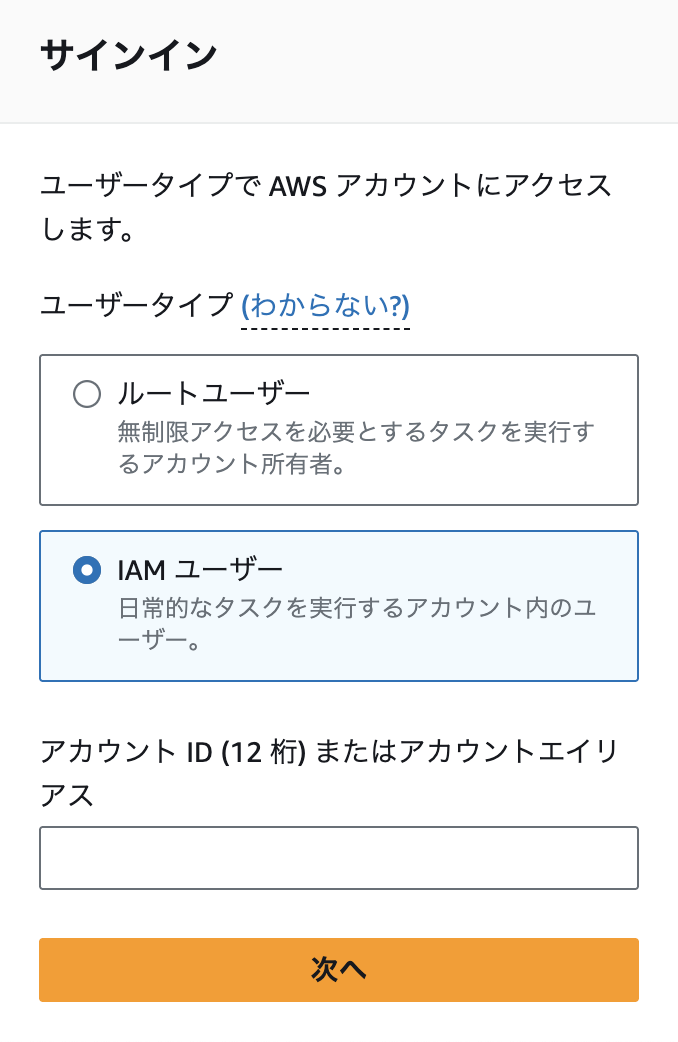 サインイン
ユーザータイプで AWS アカウントにアクセス
します。
ユーザータイプ (わからない?)
ルートユーザー
無制限アクセスを必要とするタスクを実行す
るアカウント所有者。
IAM ユーザー
日常的なタスクを実行するアカウント内のユ
ーザー。
アカウント ID (12 桁) またはアカウントエイリ
アス
次へ